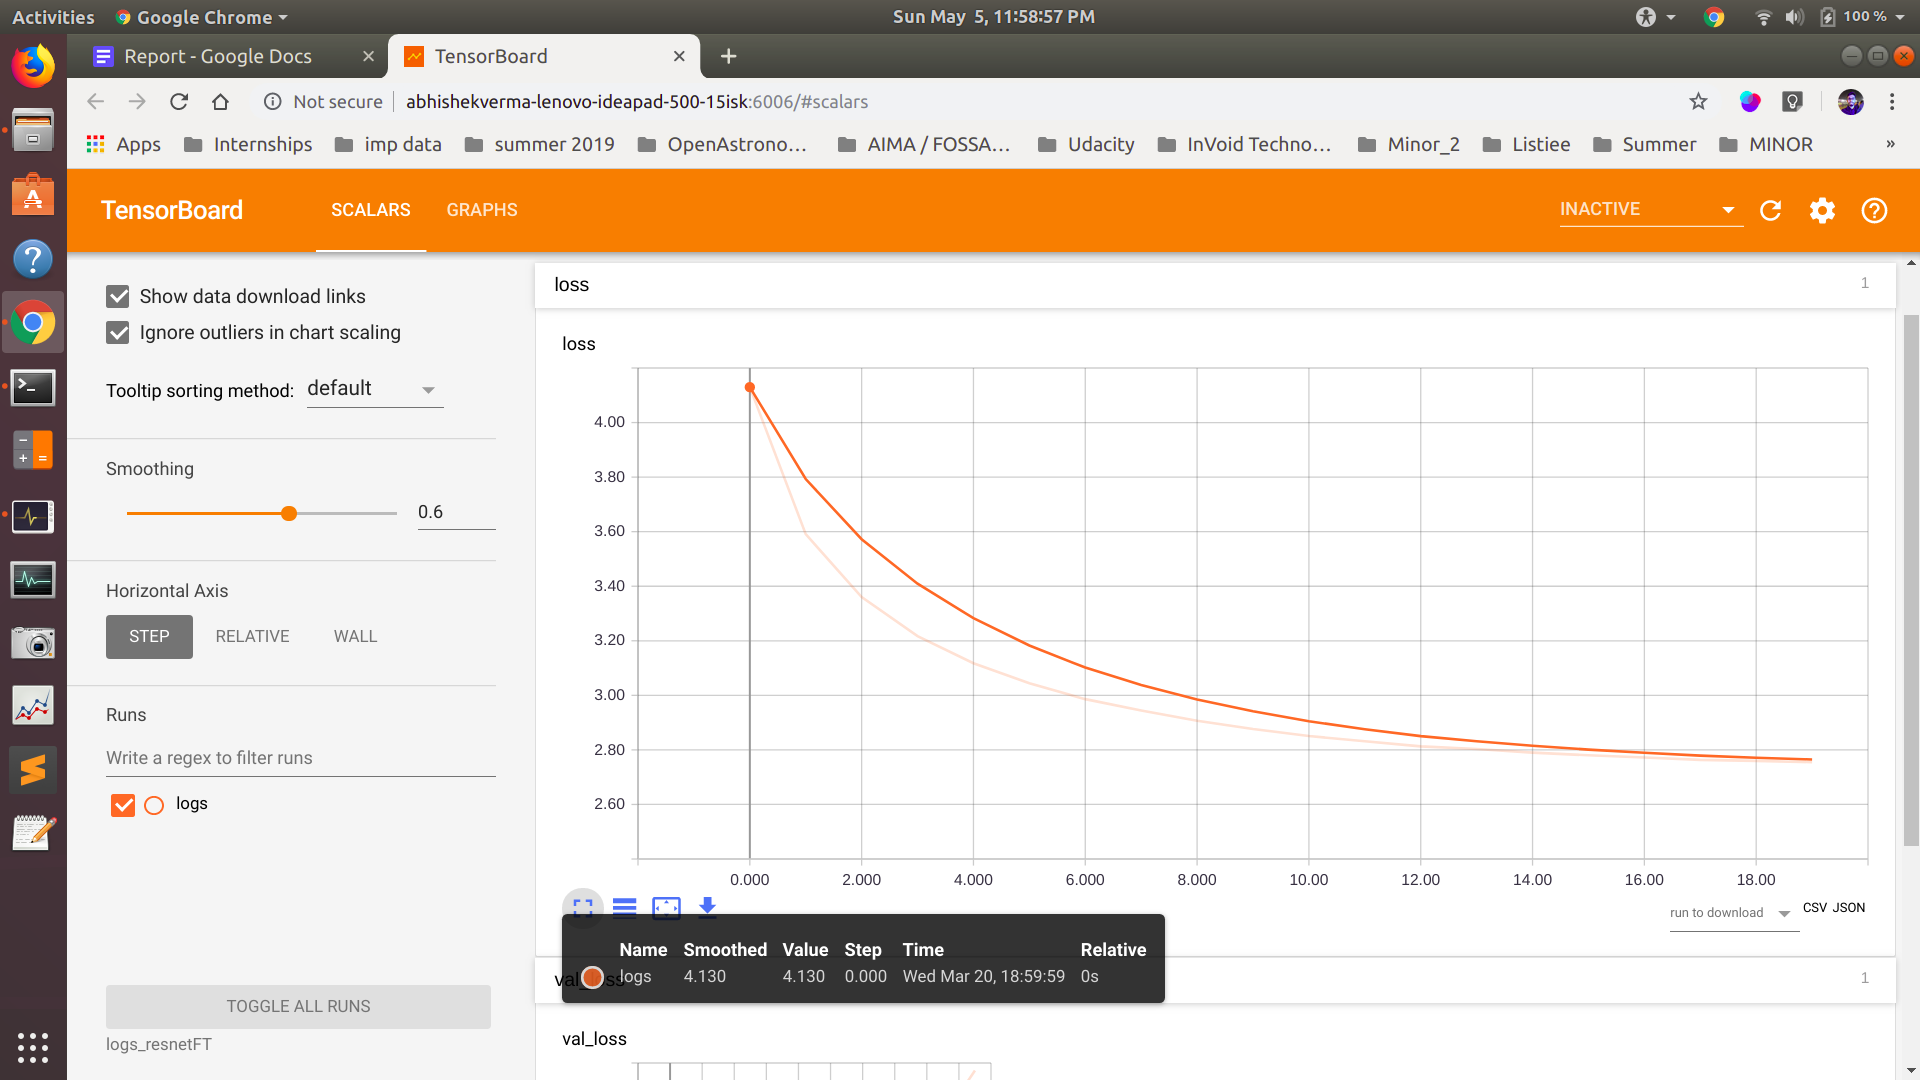 Activities Google Chrome Sun May 5, 11:58:57 PM 100 %
Report - Google Docs TensorBoard
Not secure abhishekverma-lenovo-ideapad-500-15isk:6006/#scalars
Apps Internships imp data summer 2019 OpenAstrono... AIMA / FOSSA... Udacity InVoid Techno... Minor_2 Listiee Summer MINOR »
TensorBoard SCALARS GRAPHS INACTIVE
Show data download links
Ignore outliers in chart scaling
Tooltip sorting method: default
Smoothing
0.6
Horizontal Axis
STEP RELATIVE WALL
Runs
Write a regex to filter runs
logs
TOGGLE ALL RUNS
logs_resnetFT
loss 1
loss
4.00
3.80
3.60
3.40
3.20
3.00
2.80
2.60
0.000 2.000 4.000 6.000 8.000 10.00 12.00 14.00 16.00 18.00
run to download CSV JSON
Name Smoothed Value Step Time Relative
logs 4.130 4.130 0.000 Wed Mar 20, 18:59:59 0s
val_loss 1
val_loss